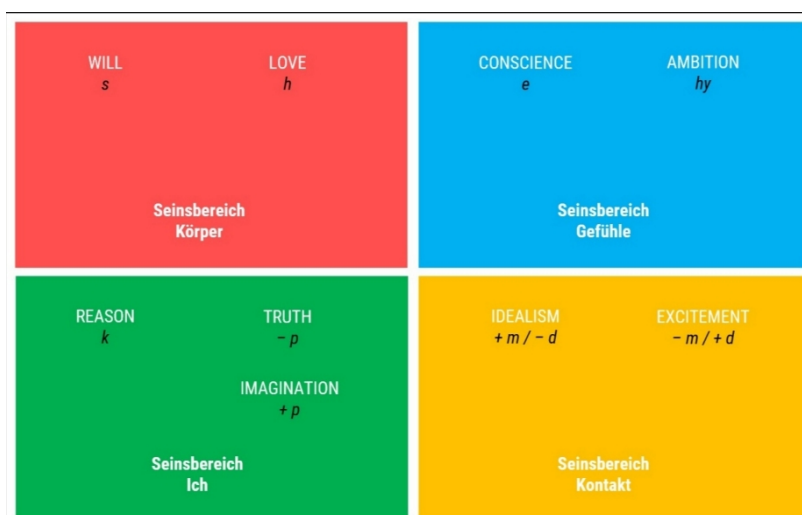 WILL
s
LOVE
h
Seinsbereich
Körper
CONSCIENCE
e
AMBITION
hy
Seinsbereich
Gefühle
REASON
k
TRUTH
– p
IMAGINATION
+ p
Seinsbereich
Ich
IDEALISM
+ m / – d
EXCITEMENT
– m / + d
Seinsbereich
Kontakt